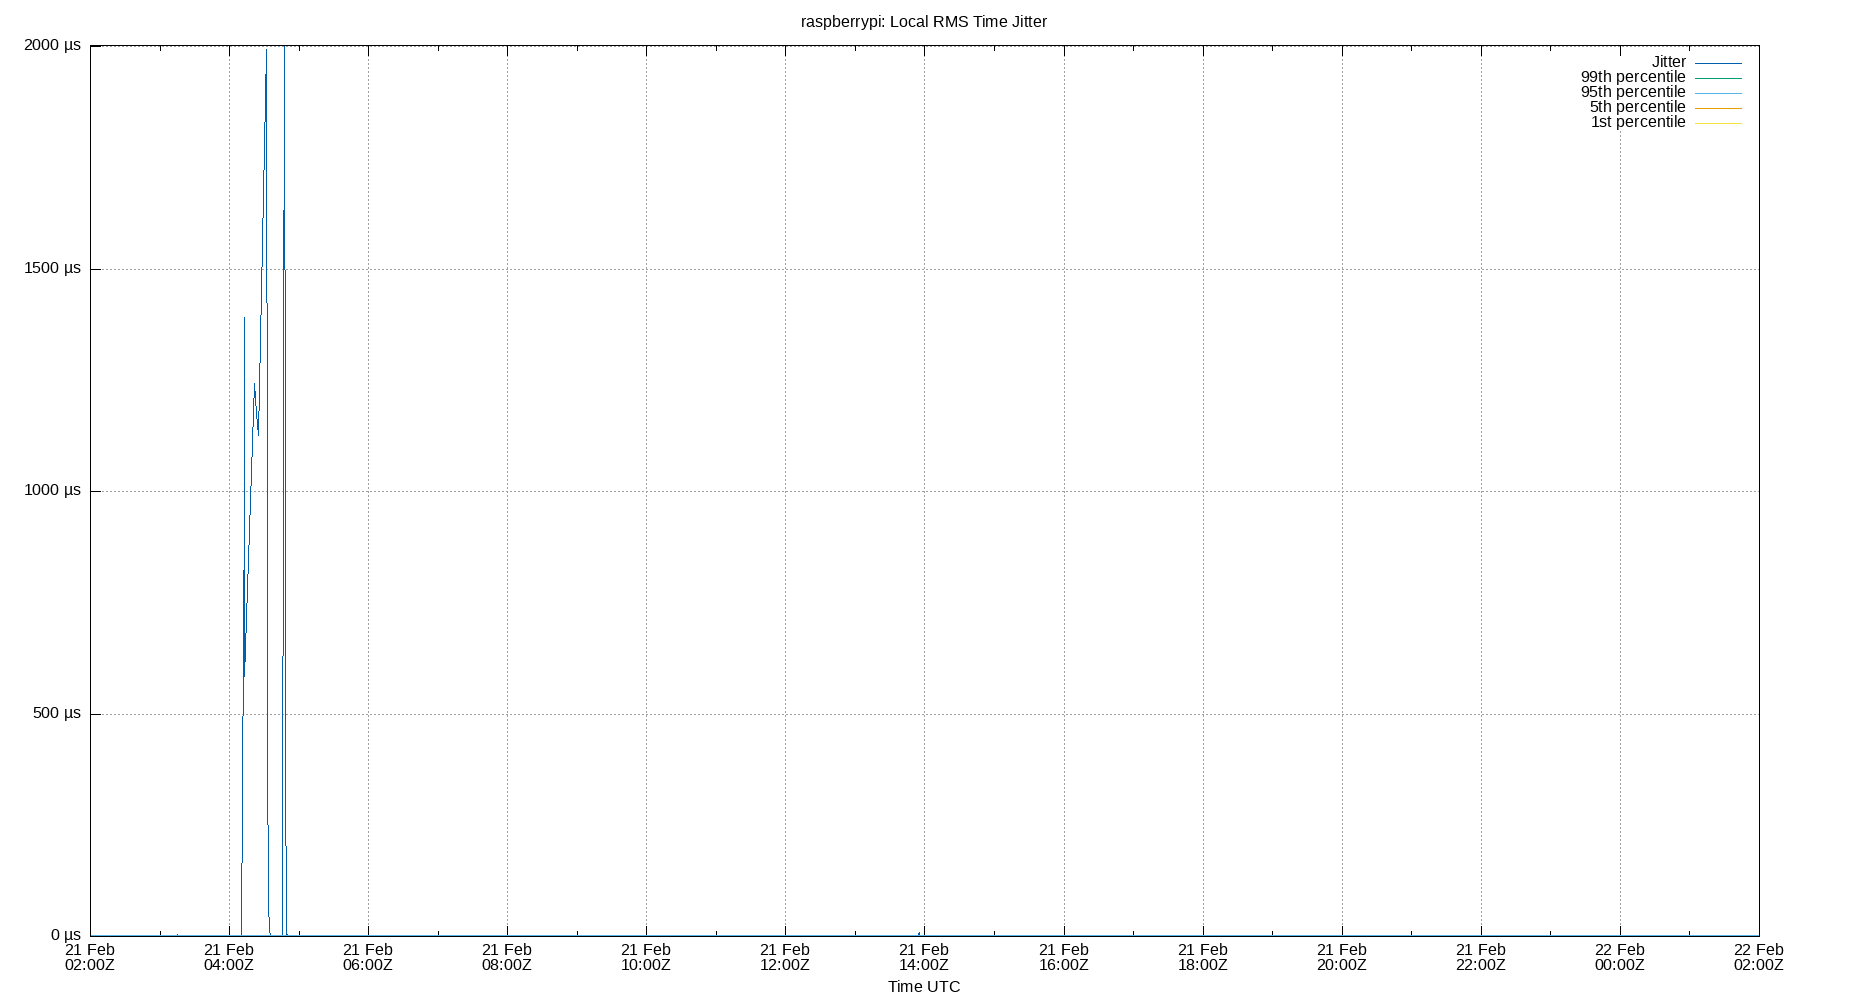 raspberrypi: Local RMS Time Jitter
2000 µs
1500 µs
1000 µs
500 µs
0 µs
Jitter
99th percentile
95th percentile
5th percentile
1st percentile
21 Feb 21 Feb 21 Feb 21 Feb 21 Feb 21 Feb 21 Feb 21 Feb 21 Feb 21 Feb 21 Feb 22 Feb 22 Feb
02:00Z 04:00Z 06:00Z 08:00Z 10:00Z 12:00Z 14:00Z 16:00Z 18:00Z 20:00Z 22:00Z 00:00Z 02:00Z
Time UTC